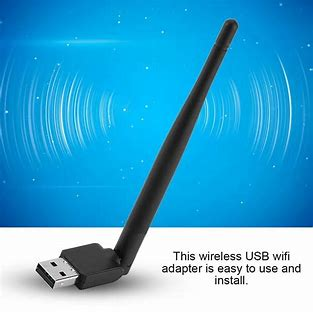 This wireless USB wifi
adapter is easy to use and
install.